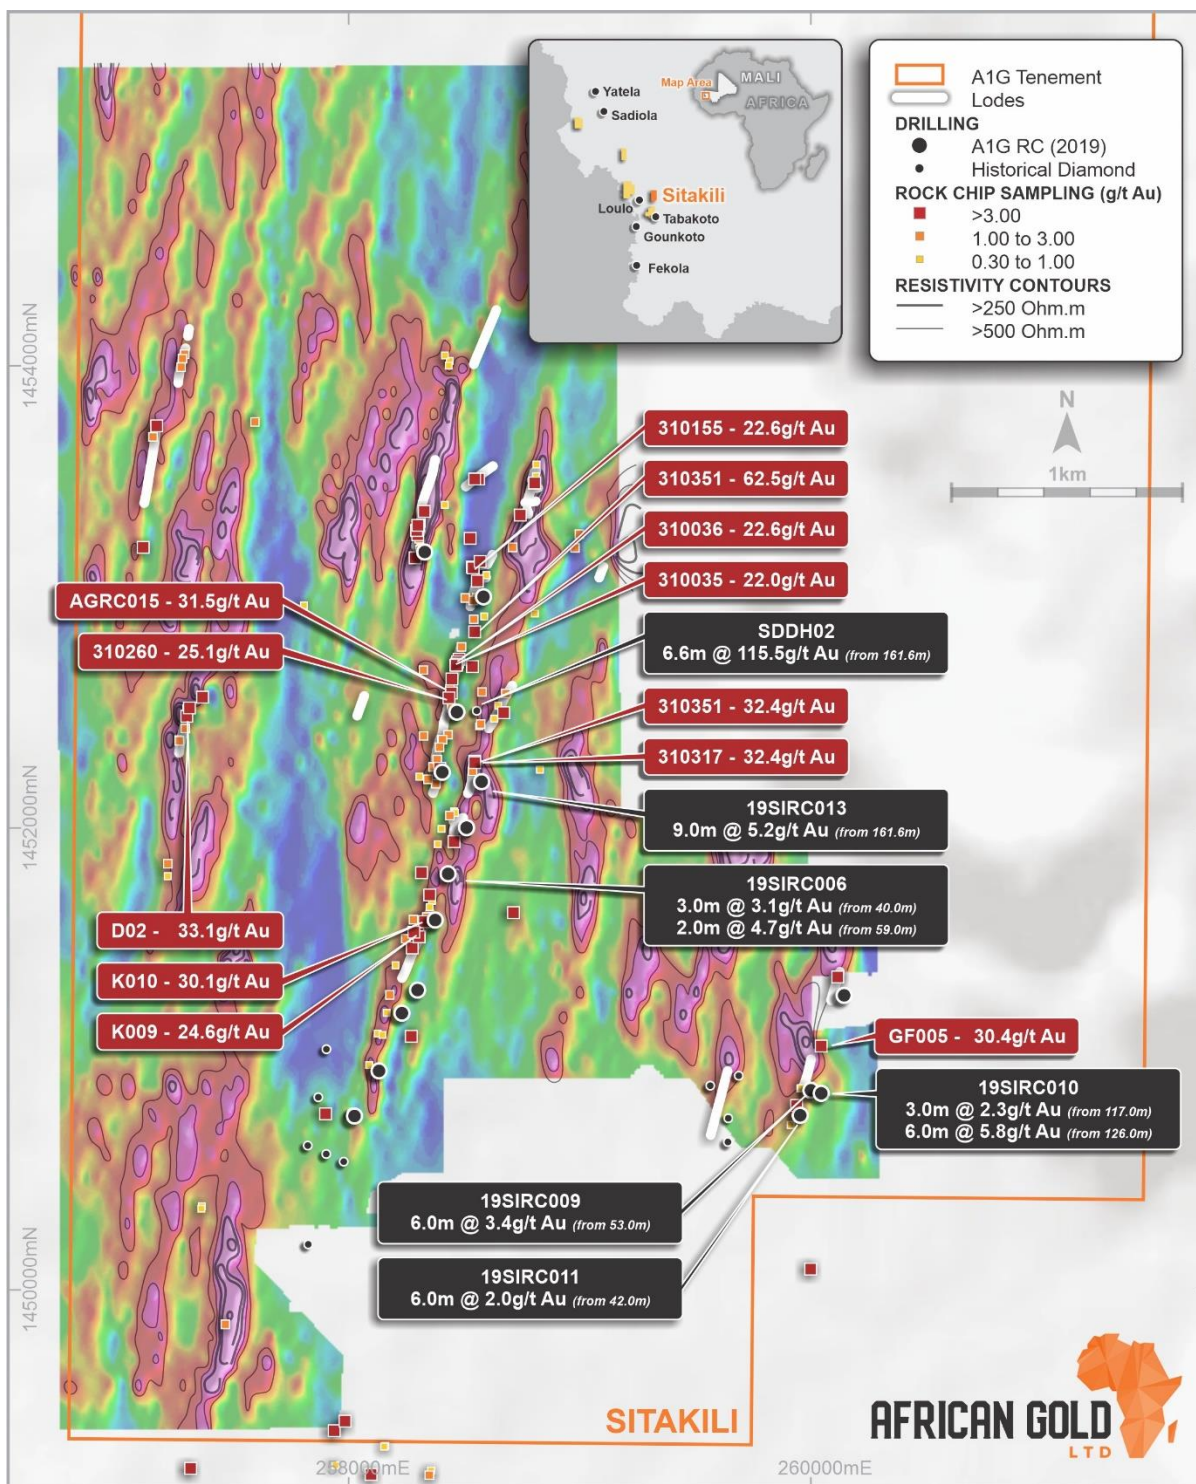 Yatela
Sadiola
Map Area
MALI
AFRICA
Sitakili
Loulo
Tabakoto
Gounkoto
Fekola
A1G Tenement
Lodes
DRILLING
A1G RC (2019)
Historical Diamond
ROCK CHIP SAMPLING (g/t Au)
>3.00
1.00 to 3.00
0.30 to 1.00
RESISTIVITY CONTOURS
>250 Ohm.m
>500 Ohm.m
1454000mN
N
1km
310155 - 22.6g/t Au
310351 - 62.5g/t Au
310036 - 22.6g/t Au
310035 - 22.0g/t Au
AGRC015 - 31.5g/t Au
310260 - 25.1g/t Au
SDDH02
6.6m @ 115.5g/t Au (from 161.6m)
310351 - 32.4g/t Au
310317 - 32.4g/t Au
1452000mN
19SIRC013
9.0m @ 5.2g/t Au (from 161.6m)
19SIRC006
3.0m @ 3.1g/t Au (from 40.0m)
2.0m @ 4.7g/t Au (from 59.0m)
D02 - 33.1g/t Au
K010 - 30.1g/t Au
K009 - 24.6g/t Au
GF005 - 30.4g/t Au
19SIRC010
3.0m @ 2.3g/t Au (from 117.0m)
6.0m @ 5.8g/t Au (from 126.0m)
19SIRC009
6.0m @ 3.4g/t Au (from 53.0m)
19SIRC011
6.0m @ 2.0g/t Au (from 42.0m)
1450000mN
SITAKILI
AFRICAN GOLD
LTD
258000mE
260000mE